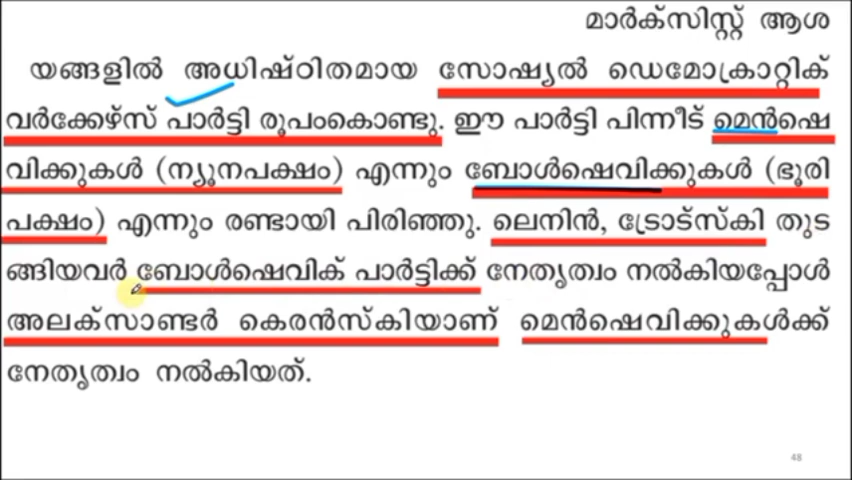 മാർക്സിസ്റ്റ് ആശ
യങ്ങളിൽ അധിഷ്ഠിതമായ സോഷ്യൽ ഡെമോക്രാറ്റിക്
വർക്കേഴ്സ് പാർട്ടി രൂപംകൊണ്ടു. ഈ പാർട്ടി പിന്നീട് മെൻഷെ
വിക്കുകൾ (ന്യൂനപക്ഷം) എന്നും ബോൾഷെവിക്കുകൾ (ഭൂരി
പക്ഷം) എന്നും രണ്ടായി പിരിഞ്ഞു. ലെനിൻ, ട്രോട്സ്കി തുട
ങ്ങിയവർ ബോൾഷെവിക് പാർട്ടിക്ക് നേതൃത്വം നൽകിയപ്പോൾ
അലക്സാണ്ടർ കെരൻസ്കിയാണ് മെൻഷെവിക്കുകൾക്ക്
നേതൃത്വം നൽകിയത്.
48